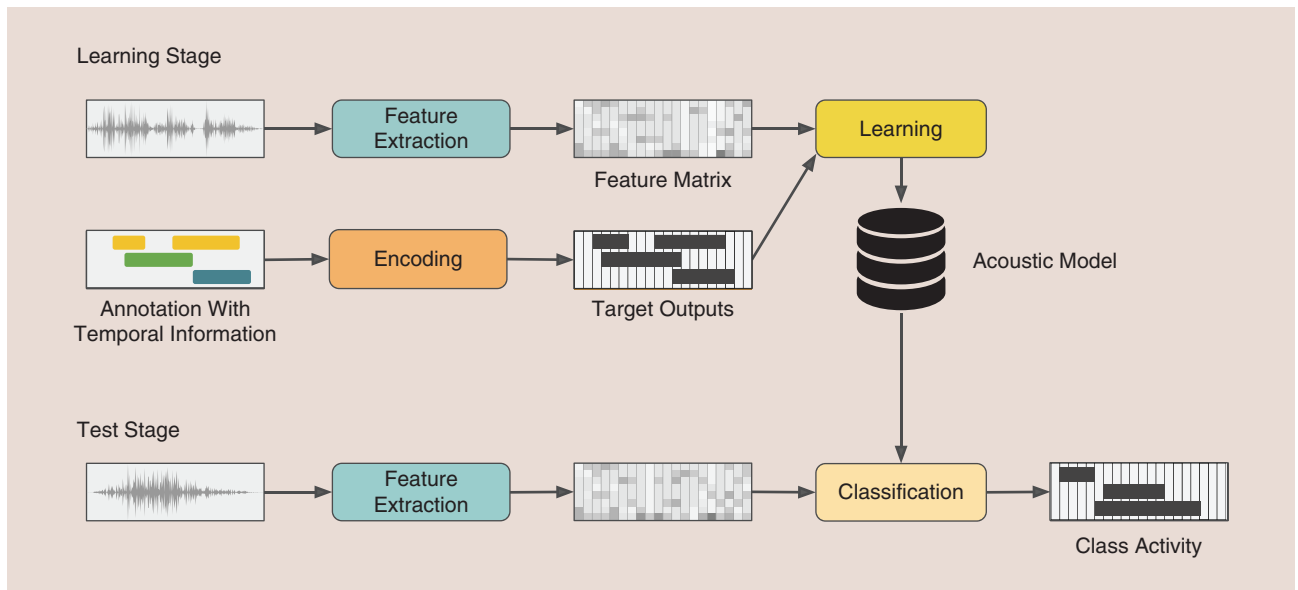 Learning Stage
Feature
Extraction
Feature Matrix
Learning
Annotation With
Temporal Information
Encoding
Target Outputs
Acoustic Model
Test Stage
Feature
Extraction
Classification
Class Activity